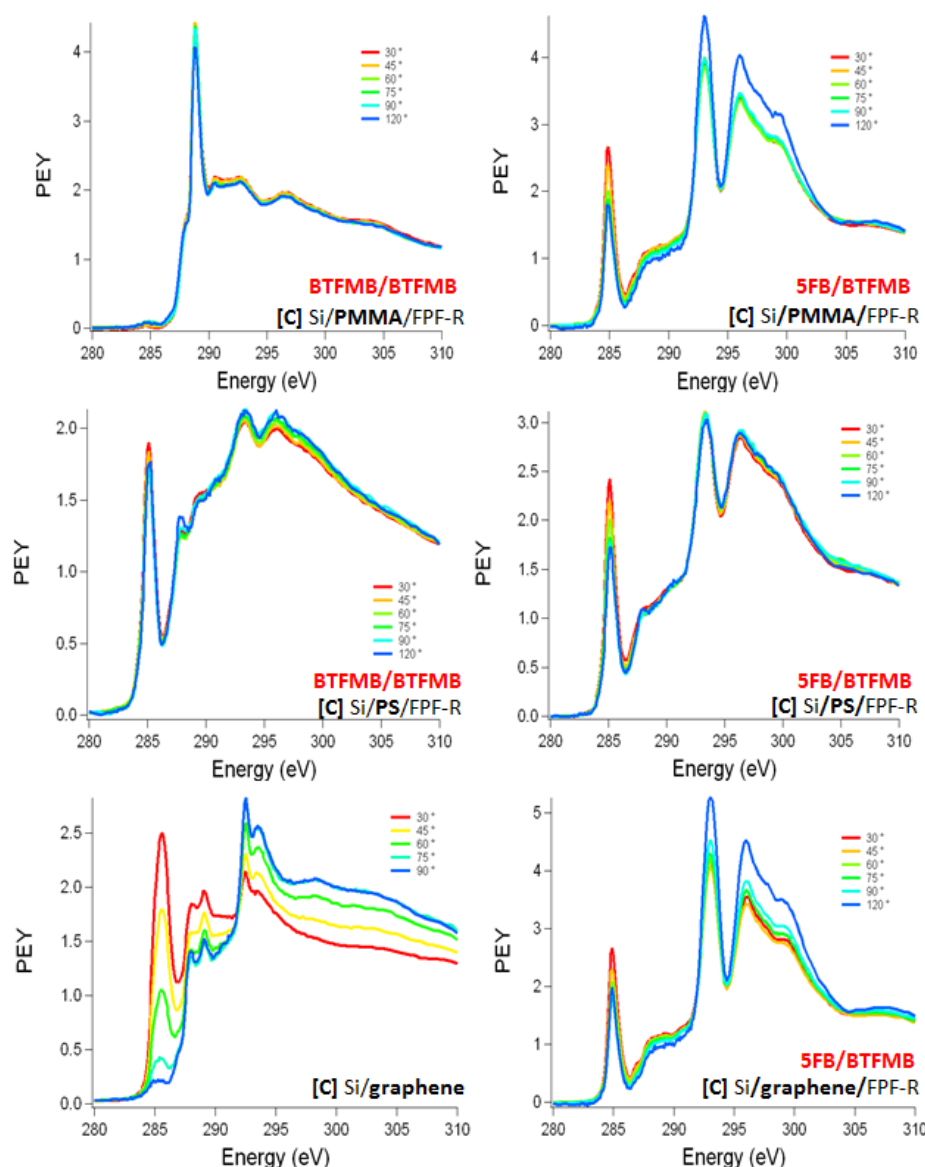 PEY
4
3
2
1
0
30°
45°
60°
75°
90°
120°
BTFMB/BTFMB
[C] Si/PMMA/FPF-R
280 285 290 295 300 305 310
Energy (eV)
PEY
4
3
2
1
0
30°
45°
60°
75°
90°
120°
5FB/BTFMB
[C] Si/PMMA/FPF-R
280 285 290 295 300 305 310
Energy (eV)
PEY
2.0
1.5
1.0
0.5
0.0
30°
45°
60°
75°
90°
120°
BTFMB/BTFMB
[C] Si/PS/FPF-R
280 285 290 295 300 305 310
Energy (eV)
PEY
3.0
2.5
2.0
1.5
1.0
0.5
0.0
30°
45°
60°
75°
90°
120°
5FB/BTFMB
[C] Si/PS/FPF-R
280 285 290 295 300 305 310
Energy (eV)
PEY
2.5
2.0
1.5
1.0
0.5
0.0
30°
45°
60°
75°
90°
[C] Si/graphene
280 285 290 295 300 305 310
Energy (eV)
PEY
5
4
3
2
1
0
30°
45°
60°
75°
90°
120°
5FB/BTFMB
[C] Si/graphene/FPF-R
280 285 290 295 300 305 310
Energy (eV)